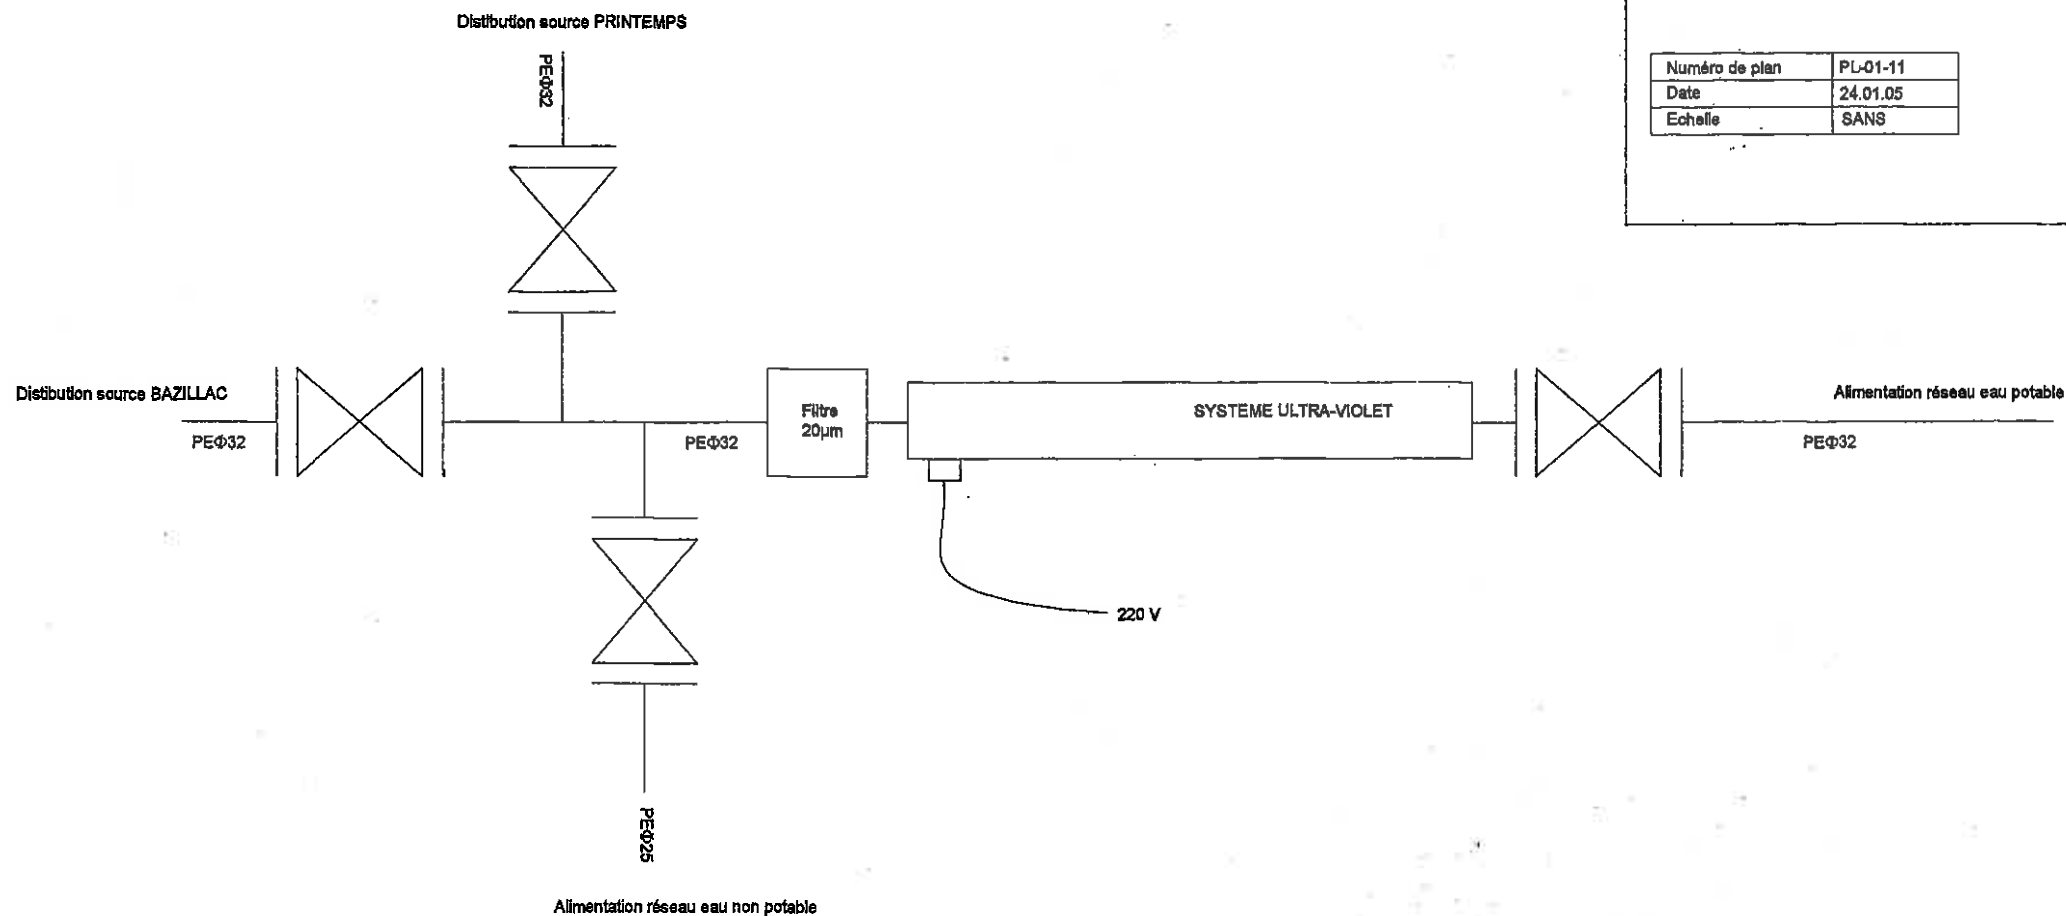 Distibution source PRINTEMPS
PEΦ32
Numéro de plan PL-01-11
Date 24.01.05
Echelle SANS
Distibution source BAZILLAC
PEΦ32
PEΦ32
Filtre
20µm
SYSTEME ULTRA-VIOLET
Alimentation réseau eau potable
PEΦ32
220 V
PEΦ25
Alimentation réseau eau non potable